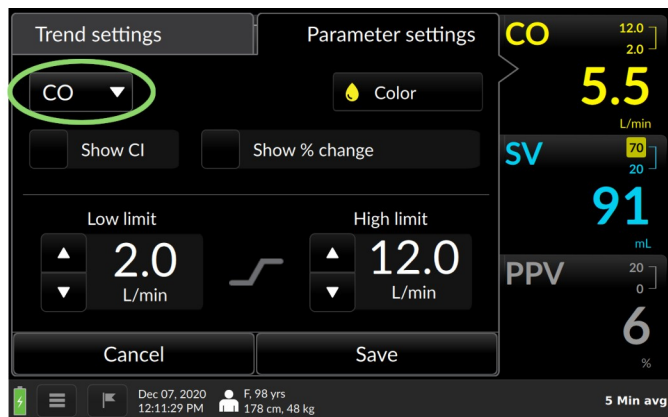 Trend settings
Parameter settings
CO
Color
Show CI
Show % change
Low limit
High limit
2.0
L/min
12.0
L/min
Cancel
Save
CO
12.0
2.0
5.5
L/min
SV
70
20
91
mL
PPV
20
0
6
%
Dec 07, 2020
12:11:29 PM
F, 98 yrs
178 cm, 48 kg
5 Min avg